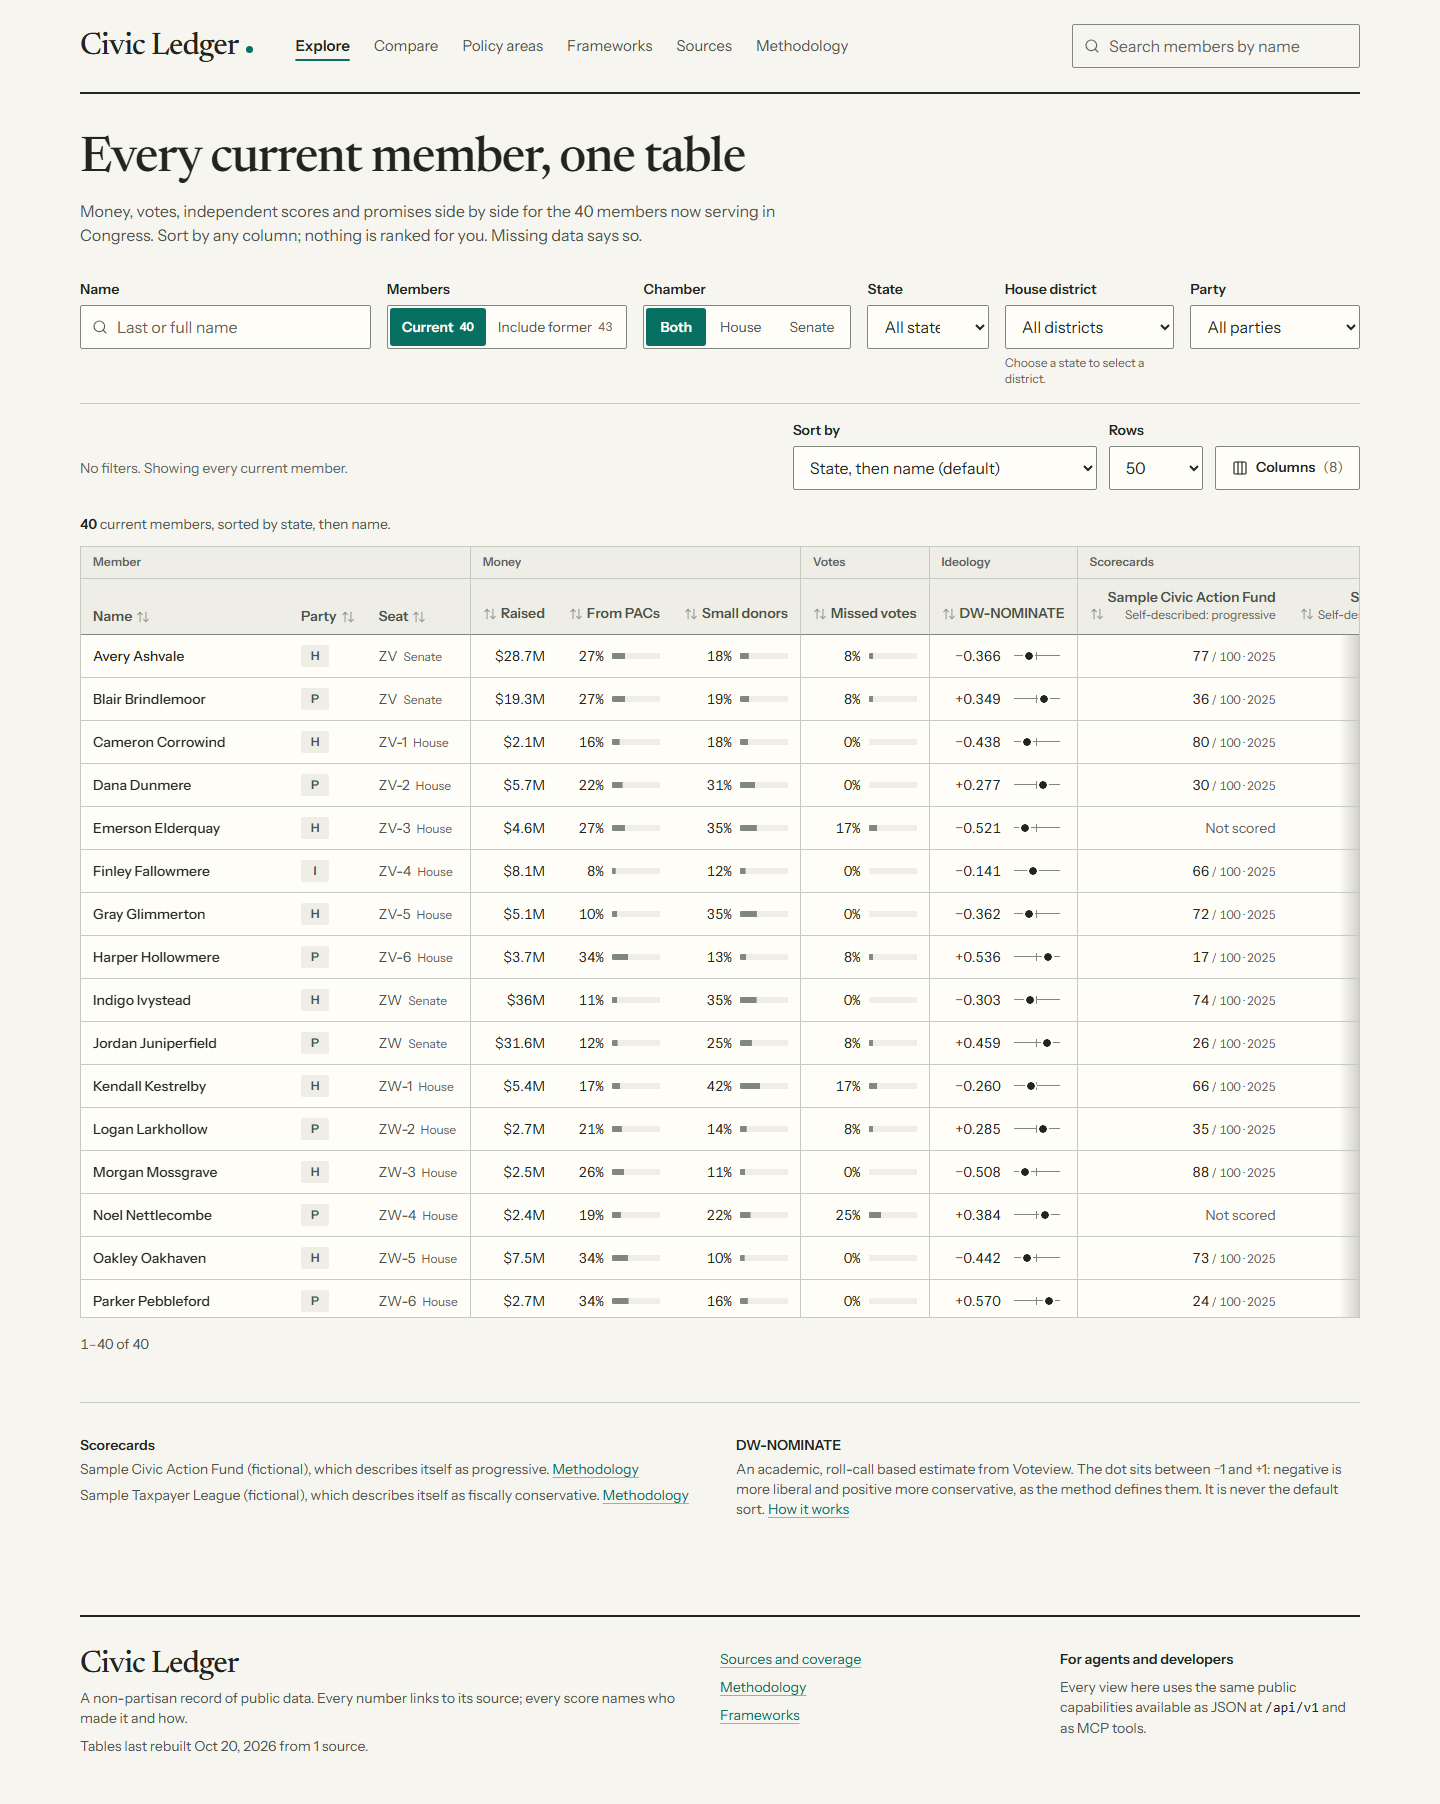 Civic Ledger
Explore Compare Policy areas Frameworks Sources Methodology
Search members by name
Every current member, one table
Money, votes, independent scores and promises side by side for the 40 members now serving in
Congress. Sort by any column; nothing is ranked for you. Missing data says so.
Name Members Chamber State House district Party
Last or full name Current 40 Include former 43 Both House Senate All state All districts All parties
Choose a state to select a
district.
Sort by Rows
No filters. Showing every current member. State, then name (default) 50 Columns (8)
40 current members, sorted by state, then name.
Member Money Votes Ideology Scorecards
Name Party Seat Raised From PACs Small donors Missed votes DW-NOMINATE Sample Civic Action Fund S
Self-described: progressive Self-des
Avery Ashvale H ZV Senate $28.7M 27% 18% 8% −0.366 77 / 100·2025
Blair Brindlemoor P ZV Senate $19.3M 27% 19% 8% +0.349 36 / 100·2025
Cameron Corrowind H ZV-1 House $2.1M 16% 18% 0% −0.438 80 / 100·2025
Dana Dunmere P ZV-2 House $5.7M 22% 31% 0% +0.277 30 / 100·2025
Emerson Elderquay H ZV-3 House $4.6M 27% 35% 17% −0.521 Not scored
Finley Fallowmere I ZV-4 House $8.1M 8% 12% 0% −0.141 66 / 100·2025
Gray Glimmerton H ZV-5 House $5.1M 10% 35% 0% −0.362 72 / 100·2025
Harper Hollowmere P ZV-6 House $3.7M 34% 13% 8% +0.536 17 / 100·2025
Indigo Ivystead H ZW Senate $36M 11% 35% 0% −0.303 74 / 100·2025
Jordan Juniperfield P ZW Senate $31.6M 12% 25% 8% +0.459 26 / 100·2025
Kendall Kestrelby H ZW-1 House $5.4M 17% 42% 17% −0.260 66 / 100·2025
Logan Larkhollow P ZW-2 House $2.7M 21% 14% 8% +0.285 35 / 100·2025
Morgan Mossgrave H ZW-3 House $2.5M 26% 11% 0% −0.508 88 / 100·2025
Noel Nettlecombe P ZW-4 House $2.4M 19% 22% 25% +0.384 Not scored
Oakley Oakhaven H ZW-5 House $7.5M 34% 10% 0% −0.442 73 / 100·2025
Parker Pebbleford P ZW-6 House $2.7M 34% 16% 0% +0.570 24 / 100·2025
1–40 of 40
Scorecards
Sample Civic Action Fund (fictional), which describes itself as progressive. Methodology
Sample Taxpayer League (fictional), which describes itself as fiscally conservative. Methodology
DW-NOMINATE
An academic, roll-call based estimate from Voteview. The dot sits between −1 and +1: negative is
more liberal and positive more conservative, as the method defines them. It is never the default
sort. How it works
Civic Ledger
A non-partisan record of public data. Every number links to its source; every score names who
made it and how.
Tables last rebuilt Oct 20, 2026 from 1 source.
Sources and coverage
Methodology
Frameworks
For agents and developers
Every view here uses the same public
capabilities available as JSON at /api/v1 and
as MCP tools.